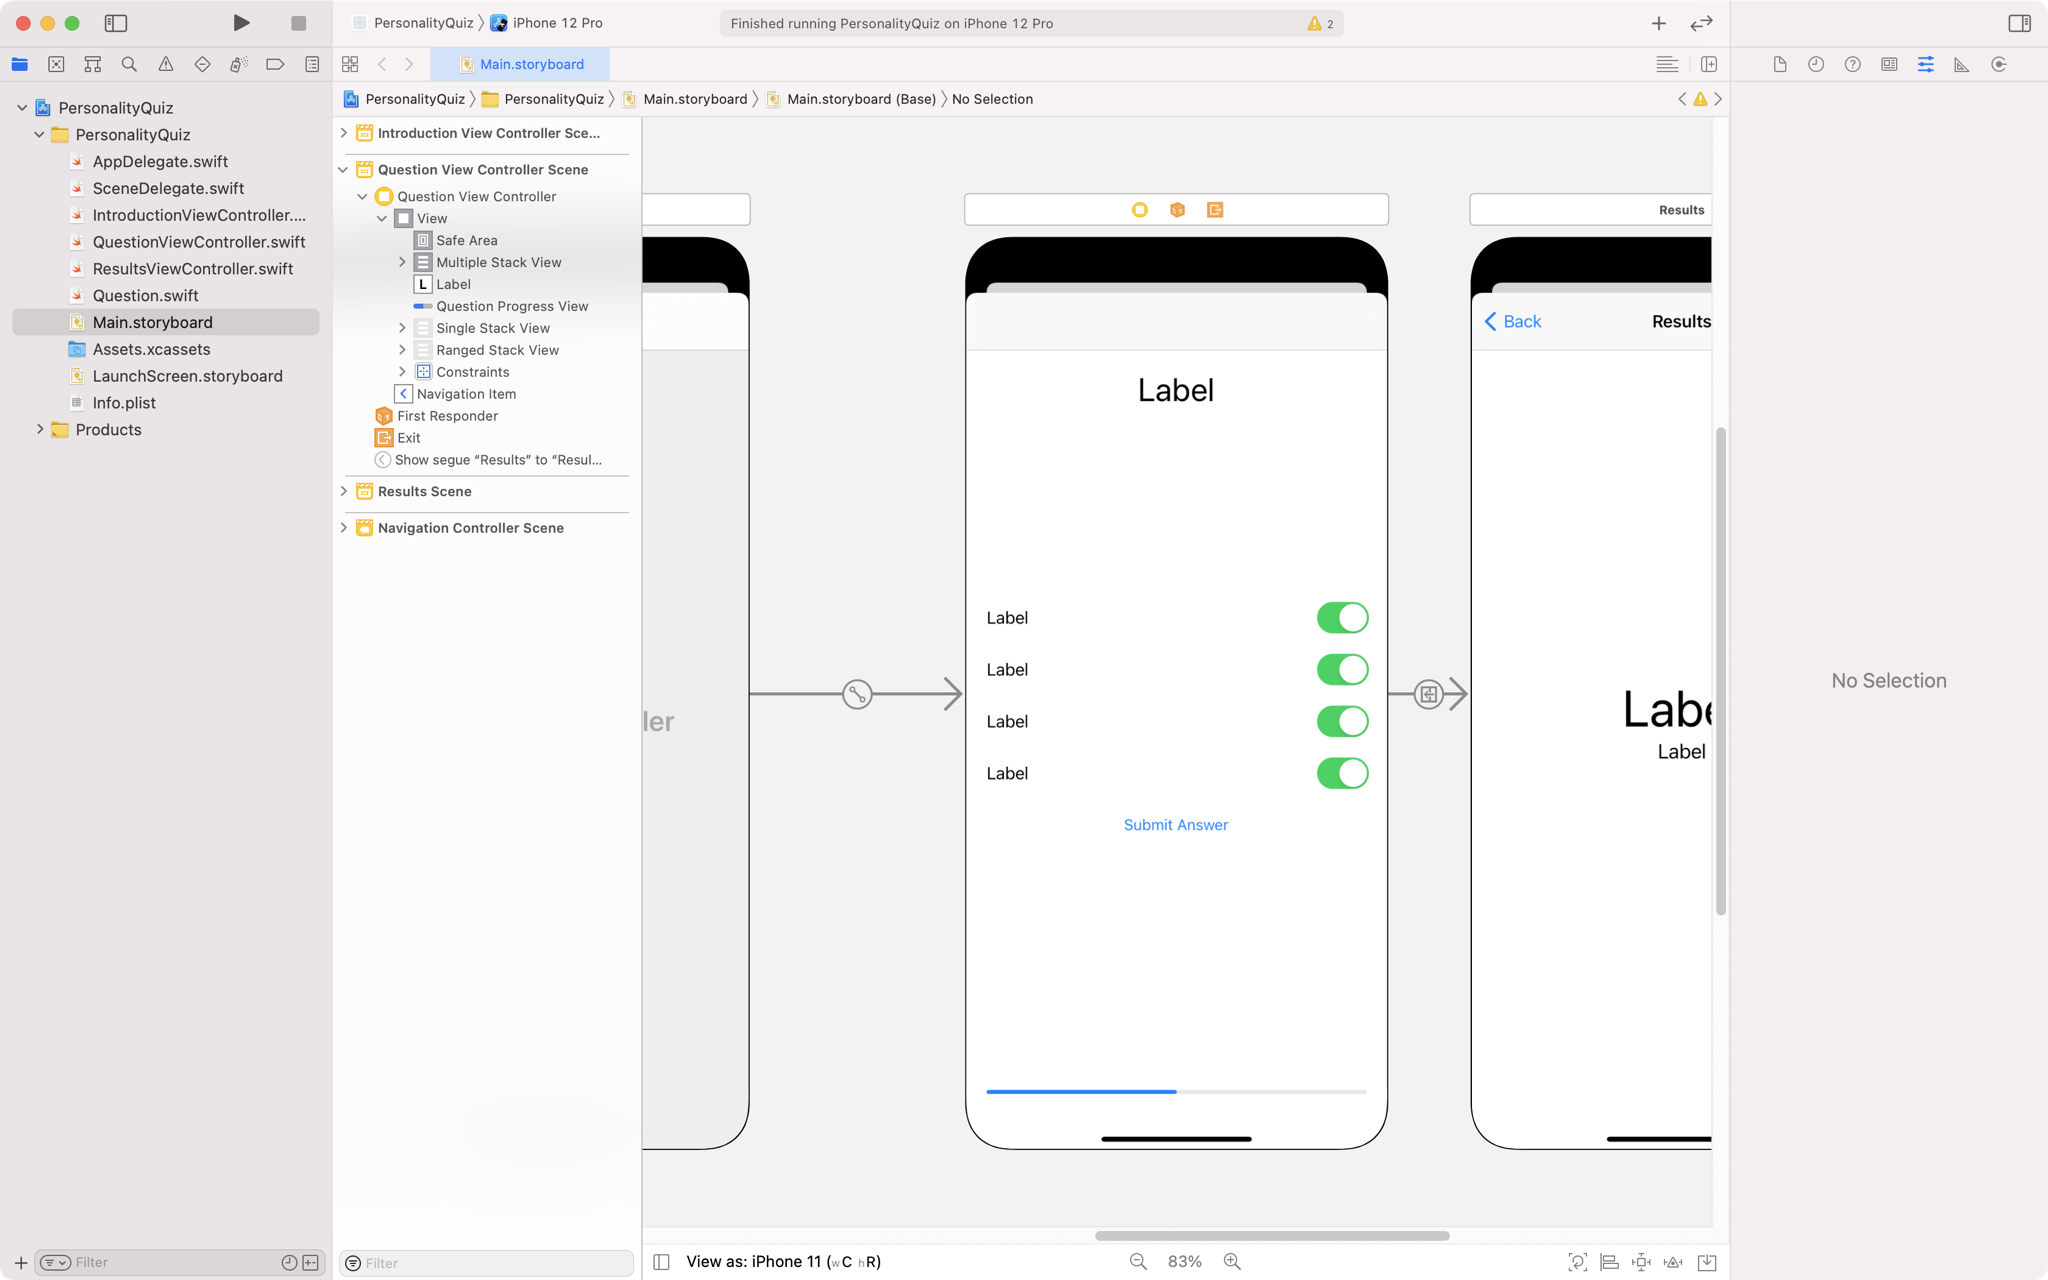 PersonalityQuiz
iPhone 12 Pro
Finished running PersonalityQuiz on iPhone 12 Pro
2
Main.storyboard
PersonalityQuiz
PersonalityQuiz
Main.storyboard
Main.storyboard (Base)
No Selection
PersonalityQuiz
PersonalityQuiz
AppDelegate.swift
SceneDelegate.swift
IntroductionViewController....
QuestionViewController.swift
ResultsViewController.swift
Question.swift
Main.storyboard
Assets.xcassets
LaunchScreen.storyboard
Info.plist
Products
Filter
Introduction View Controller Sce...
Question View Controller Scene
Question View Controller
View
Safe Area
Multiple Stack View
L Label
Question Progress View
Single Stack View
Ranged Stack View
Constraints
Navigation Item
First Responder
Exit
Show segue “Results” to “Resul...
Results Scene
Navigation Controller Scene
Filter
ler
Label
Label
Label
Label
Label
Submit Answer
Results
Back
Results
Labe
Label
View as: iPhone 11 (wC hR)
83%
No Selection